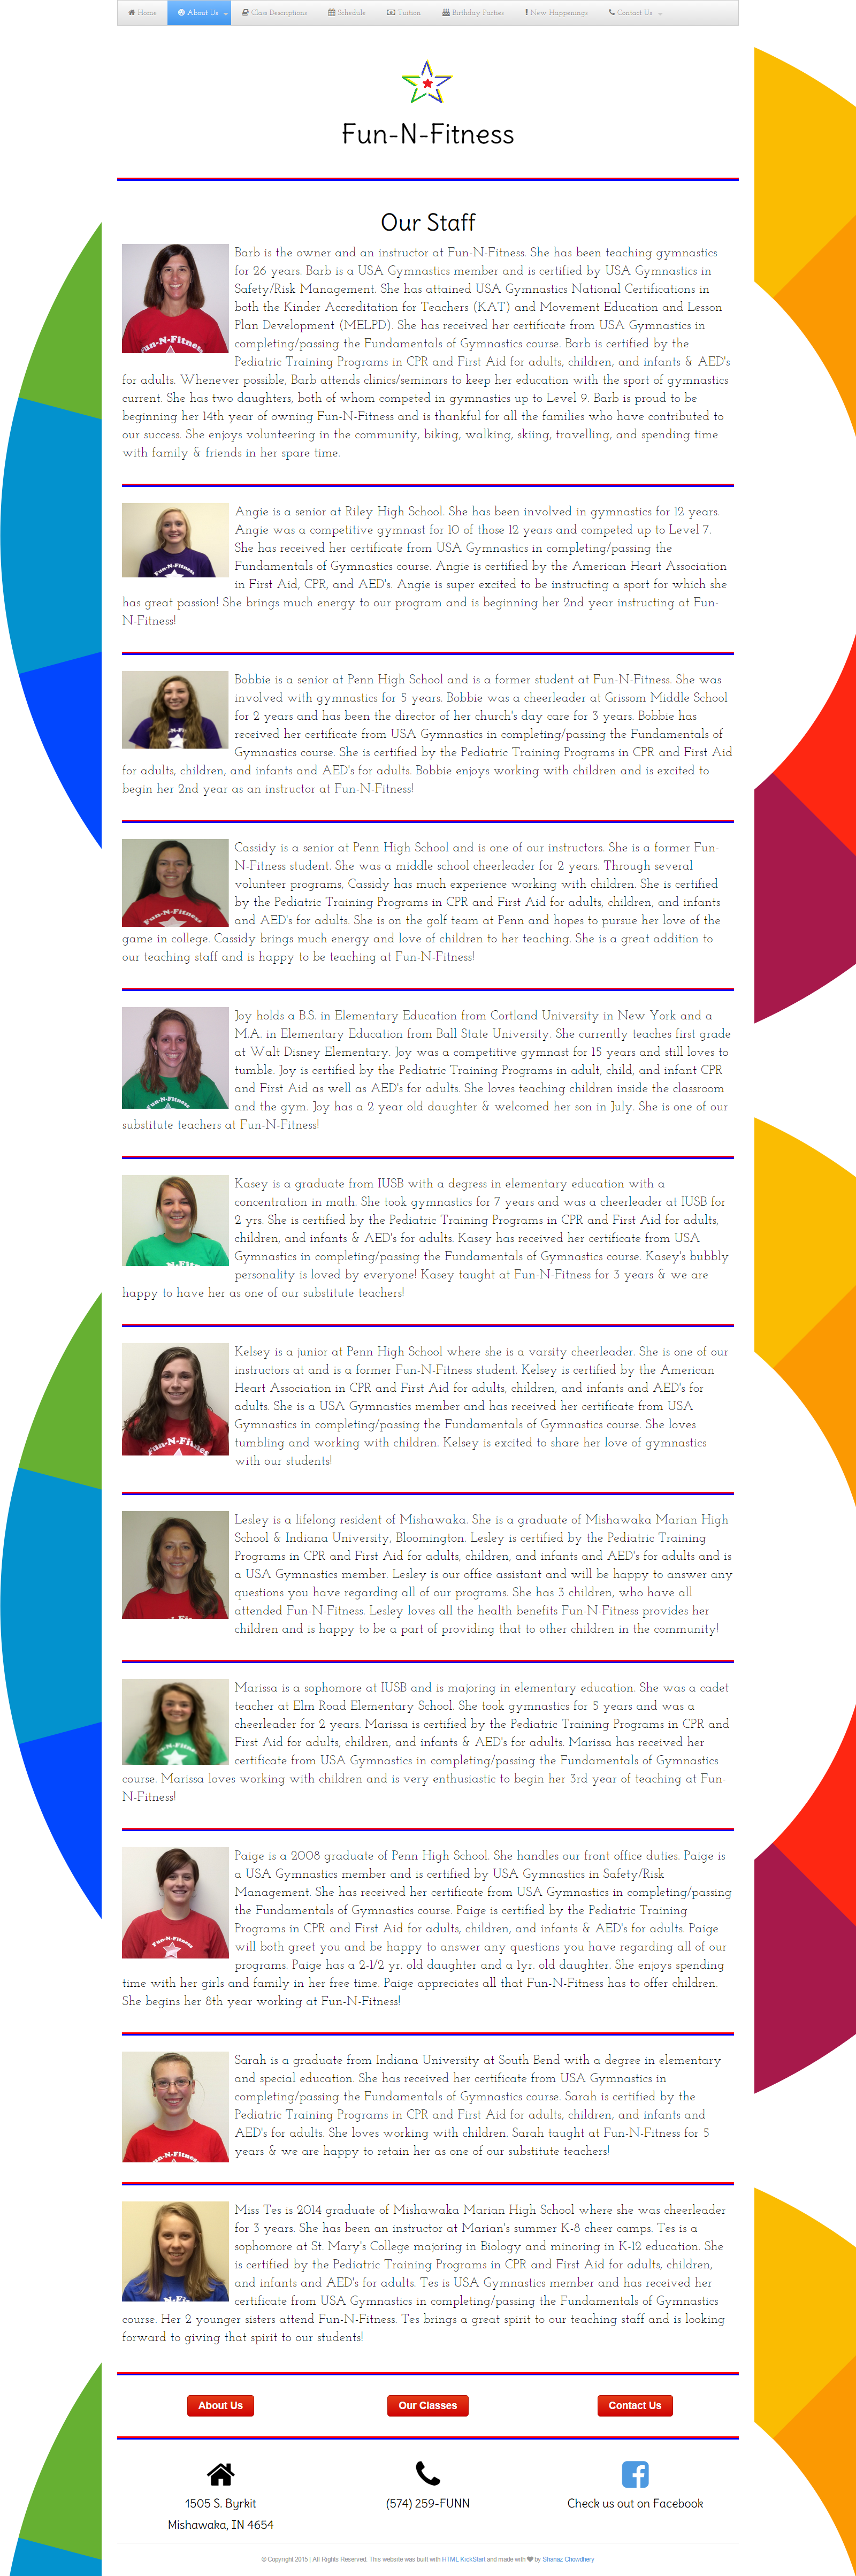 Home About Us Class Descriptions Schedule Tuition Birthday Parties New Happenings Contact Us
Fun-N-Fitness
Our Staff
Barb is the owner and an instructor at Fun-N-Fitness. She has been teaching gymnastics
for 26 years. Barb is a USA Gymnastics member and is certified by USA Gymnastics in
Safety/Risk Management. She has attained USA Gymnastics National Certifications in
both the Kinder Accreditation for Teachers (KAT) and Movement Education and Lesson
Plan Development (MELPD). She has received her certificate from USA Gymnastics in
completing/passing the Fundamentals of Gymnastics course. Barb is certified by the
Pediatric Training Programs in CPR and First Aid for adults, children, and infants & AED's
for adults. Whenever possible, Barb attends clinics/seminars to keep her education with the sport of gymnastics
current. She has two daughters, both of whom competed in gymnastics up to Level 9. Barb is proud to be
beginning her 14th year of owning Fun-N-Fitness and is thankful for all the families who have contributed to
our success. She enjoys volunteering in the community, biking, walking, skiing, travelling, and spending time
with family & friends in her spare time.
Angie is a senior at Riley High School. She has been involved in gymnastics for 12 years.
Angie was a competitive gymnast for 10 of those 12 years and competed up to Level 7.
She has received her certificate from USA Gymnastics in completing/passing the
Fundamentals of Gymnastics course. Angie is certified by the American Heart Association
in First Aid, CPR, and AED's. Angie is super excited to be instructing a sport for which she
has great passion! She brings much energy to our program and is beginning her 2nd year instructing at Fun-
N-Fitness!
Bobbie is a senior at Penn High School and is a former student at Fun-N-Fitness. She was
involved with gymnastics for 5 years. Bobbie was a cheerleader at Grissom Middle School
for 2 years and has been the director of her church's day care for 3 years. Bobbie has
received her certificate from USA Gymnastics in completing/passing the Fundamentals of
Gymnastics course. She is certified by the Pediatric Training Programs in CPR and First Aid
for adults, children, and infants and AED's for adults. Bobbie enjoys working with children and is excited to
begin her 2nd year as an instructor at Fun-N-Fitness!
Cassidy is a senior at Penn High School and is one of our instructors. She is a former Fun-
N-Fitness student. She was a middle school cheerleader for 2 years. Through several
volunteer programs, Cassidy has much experience working with children. She is certified
by the Pediatric Training Programs in CPR and First Aid for adults, children, and infants
and AED's for adults. She is on the golf team at Penn and hopes to pursue her love of the
game in college. Cassidy brings much energy and love of children to her teaching. She is a great addition to
our teaching staff and is happy to be teaching at Fun-N-Fitness!
Joy holds a B.S. in Elementary Education from Cortland University in New York and a
M.A. in Elementary Education from Ball State University. She currently teaches first grade
at Walt Disney Elementary. Joy was a competitive gymnast for 15 years and still loves to
tumble. Joy is certified by the Pediatric Training Programs in adult, child, and infant CPR
and First Aid as well as AED's for adults. She loves teaching children inside the classroom
and the gym. Joy has a 2 year old daughter & welcomed her son in July. She is one of our
substitute teachers at Fun-N-Fitness!
Kasey is a graduate from IUSB with a degress in elementary education with a
concentration in math. She took gymnastics for 7 years and was a cheerleader at IUSB for
2 yrs. She is certified by the Pediatric Training Programs in CPR and First Aid for adults,
children, and infants & AED's for adults. Kasey has received her certificate from USA
Gymnastics in completing/passing the Fundamentals of Gymnastics course. Kasey's bubbly
personality is loved by everyone! Kasey taught at Fun-N-Fitness for 3 years & we are
happy to have her as one of our substitute teachers!
Kelsey is a junior at Penn High School where she is a varsity cheerleader. She is one of our
instructors at and is a former Fun-N-Fitness student. Kelsey is certified by the American
Heart Association in CPR and First Aid for adults, children, and infants and AED's for
adults. She is a USA Gymnastics member and has received her certificate from USA
Gymnastics in completing/passing the Fundamentals of Gymnastics course. She loves
tumbling and working with children. Kelsey is excited to share her love of gymnastics
with our students!
Lesley is a lifelong resident of Mishawaka. She is a graduate of Mishawaka Marian High
School & Indiana University, Bloomington. Lesley is certified by the Pediatric Training
Programs in CPR and First Aid for adults, children, and infants and AED's for adults and is
a USA Gymnastics member. Lesley is our office assistant and will be happy to answer any
questions you have regarding all of our programs. She has 3 children, who have all
attended Fun-N-Fitness. Lesley loves all the health benefits Fun-N-Fitness provides her
children and is happy to be a part of providing that to other children in the community!
Marissa is a sophomore at IUSB and is majoring in elementary education. She was a cadet
teacher at Elm Road Elementary School. She took gymnastics for 5 years and was a
cheerleader for 2 years. Marissa is certified by the Pediatric Training Programs in CPR and
First Aid for adults, children, and infants & AED's for adults. Marissa has received her
certificate from USA Gymnastics in completing/passing the Fundamentals of Gymnastics
course. Marissa loves working with children and is very enthusiastic to begin her 3rd year of teaching at Fun-
N-Fitness!
Paige is a 2008 graduate of Penn High School. She handles our front office duties. Paige is
a USA Gymnastics member and is certified by USA Gymnastics in Safety/Risk
Management. She has received her certificate from USA Gymnastics in completing/passing
the Fundamentals of Gymnastics course. Paige is certified by the Pediatric Training
Programs in CPR and First Aid for adults, children, and infants & AED's for adults. Paige
will both greet you and be happy to answer any questions you have regarding all of our
programs. Paige has a 2-1/2 yr. old daughter and a 1yr. old daughter. She enjoys spending
time with her girls and family in her free time. Paige appreciates all that Fun-N-Fitness has to offer children.
She begins her 8th year working at Fun-N-Fitness!
Sarah is a graduate from Indiana University at South Bend with a degree in elementary
and special education. She has received her certificate from USA Gymnastics in
completing/passing the Fundamentals of Gymnastics course. Sarah is certified by the
Pediatric Training Programs in CPR and First Aid for adults, children, and infants and
AED's for adults. She loves working with children. Sarah taught at Fun-N-Fitness for 5
years & we are happy to retain her as one of our substitute teachers!
Miss Tes is 2014 graduate of Mishawaka Marian High School where she was cheerleader
for 3 years. She has been an instructor at Marian's summer K-8 cheer camps. Tes is a
sophomore at St. Mary's College majoring in Biology and minoring in K-12 education. She
is certified by the Pediatric Training Programs in CPR and First Aid for adults, children,
and infants and AED's for adults. Tes is USA Gymnastics member and has received her
certificate from USA Gymnastics in completing/passing the Fundamentals of Gymnastics
course. Her 2 younger sisters attend Fun-N-Fitness. Tes brings a great spirit to our teaching staff and is looking
forward to giving that spirit to our students!
About Us Our Classes Contact Us
1505 S. Byrkit
Mishawaka, IN 4654
(574) 259-FUNN
Check us out on Facebook
© Copyright 2015 | All Rights Reserved. This website was built with HTML KickStart and made with by Shanaz Chowdhery